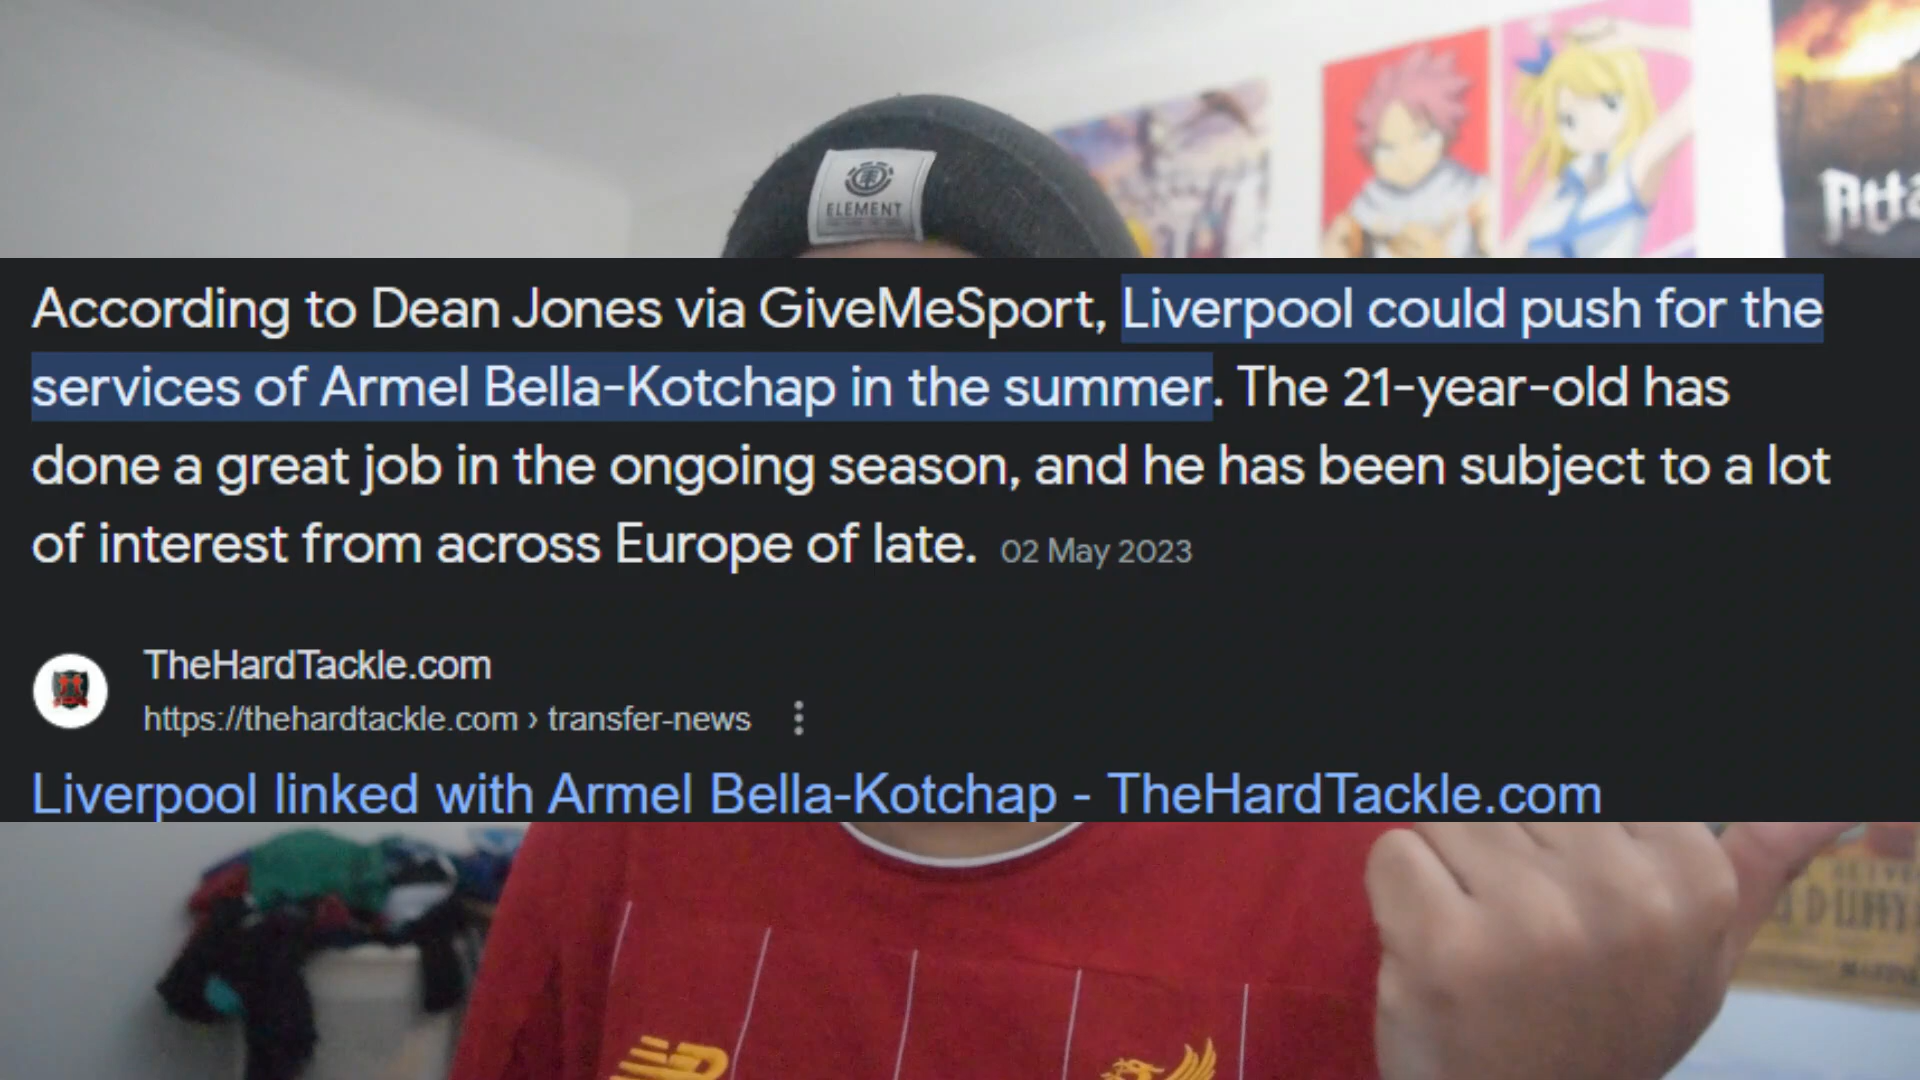 ELEMENT
Atta
According to Dean Jones via GiveMeSport, Liverpool could push for the
services of Armel Bella-Kotchap in the summer. The 21-year-old has
done a great job in the ongoing season, and he has been subject to a lot
of interest from across Europe of late. 02 May 2023
TheHardTackle.com
https://thehardtackle.com › transfer-news
Liverpool linked with Armel Bella-Kotchap - TheHardTackle.com